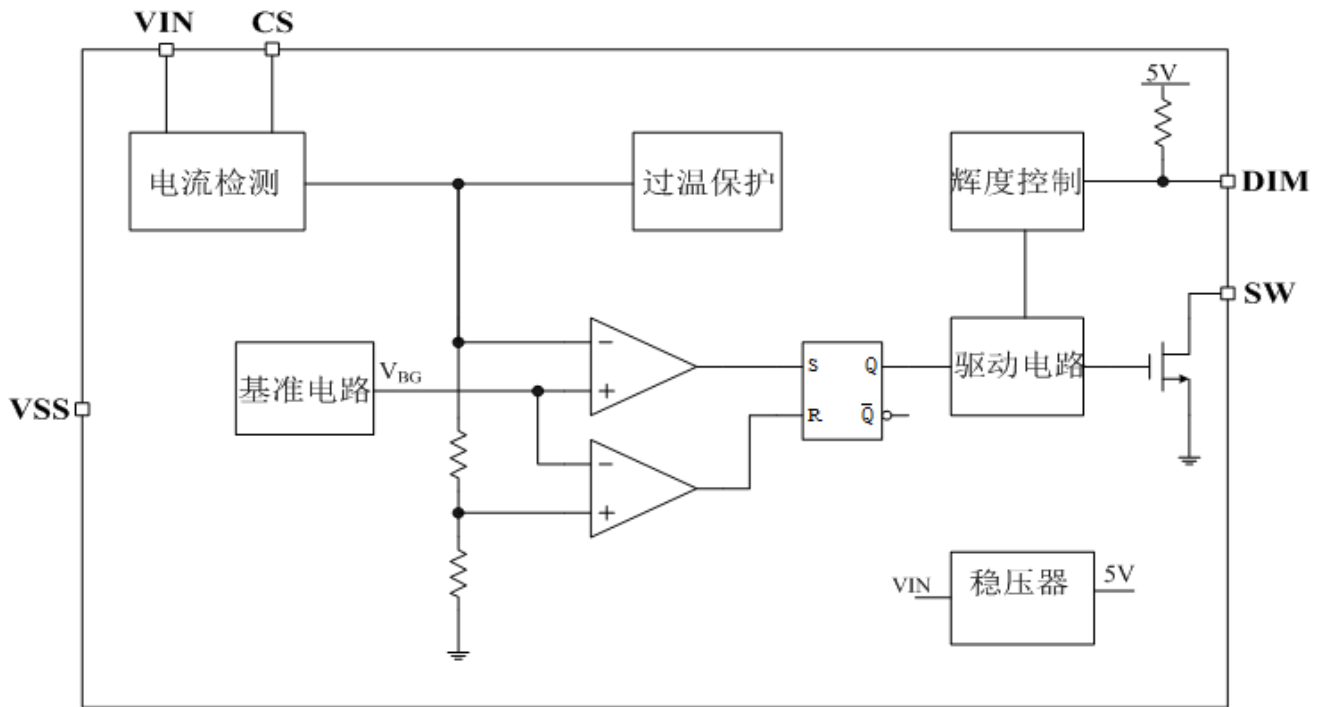 VIN CS
5V
电流检测 过温保护 辉度控制 DIM
SW
基准电路 VBG − S Q 驱动电路
+
VSS R Q̅
−
+
VIN 稳压器 5V